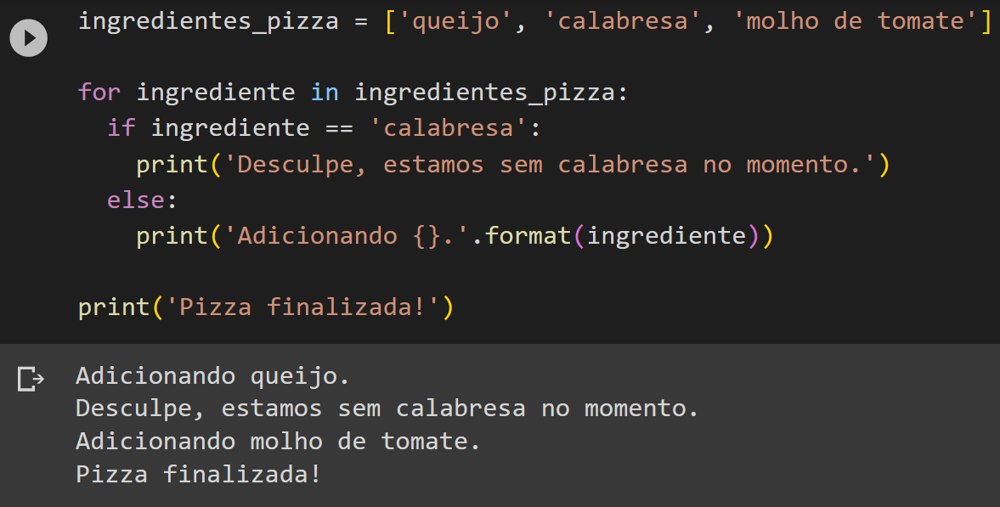 ingredientes_pizza = ['queijo', 'calabresa', 'molho de tomate']
for ingrediente in ingredientes_pizza:
if ingrediente == 'calabresa':
print('Desculpe, estamos sem calabresa no momento.')
else:
print('Adicionando {}.'.format(ingrediente))
print('Pizza finalizada!')
Adicionando queijo.
Desculpe, estamos sem calabresa no momento.
Adicionando molho de tomate.
Pizza finalizada!